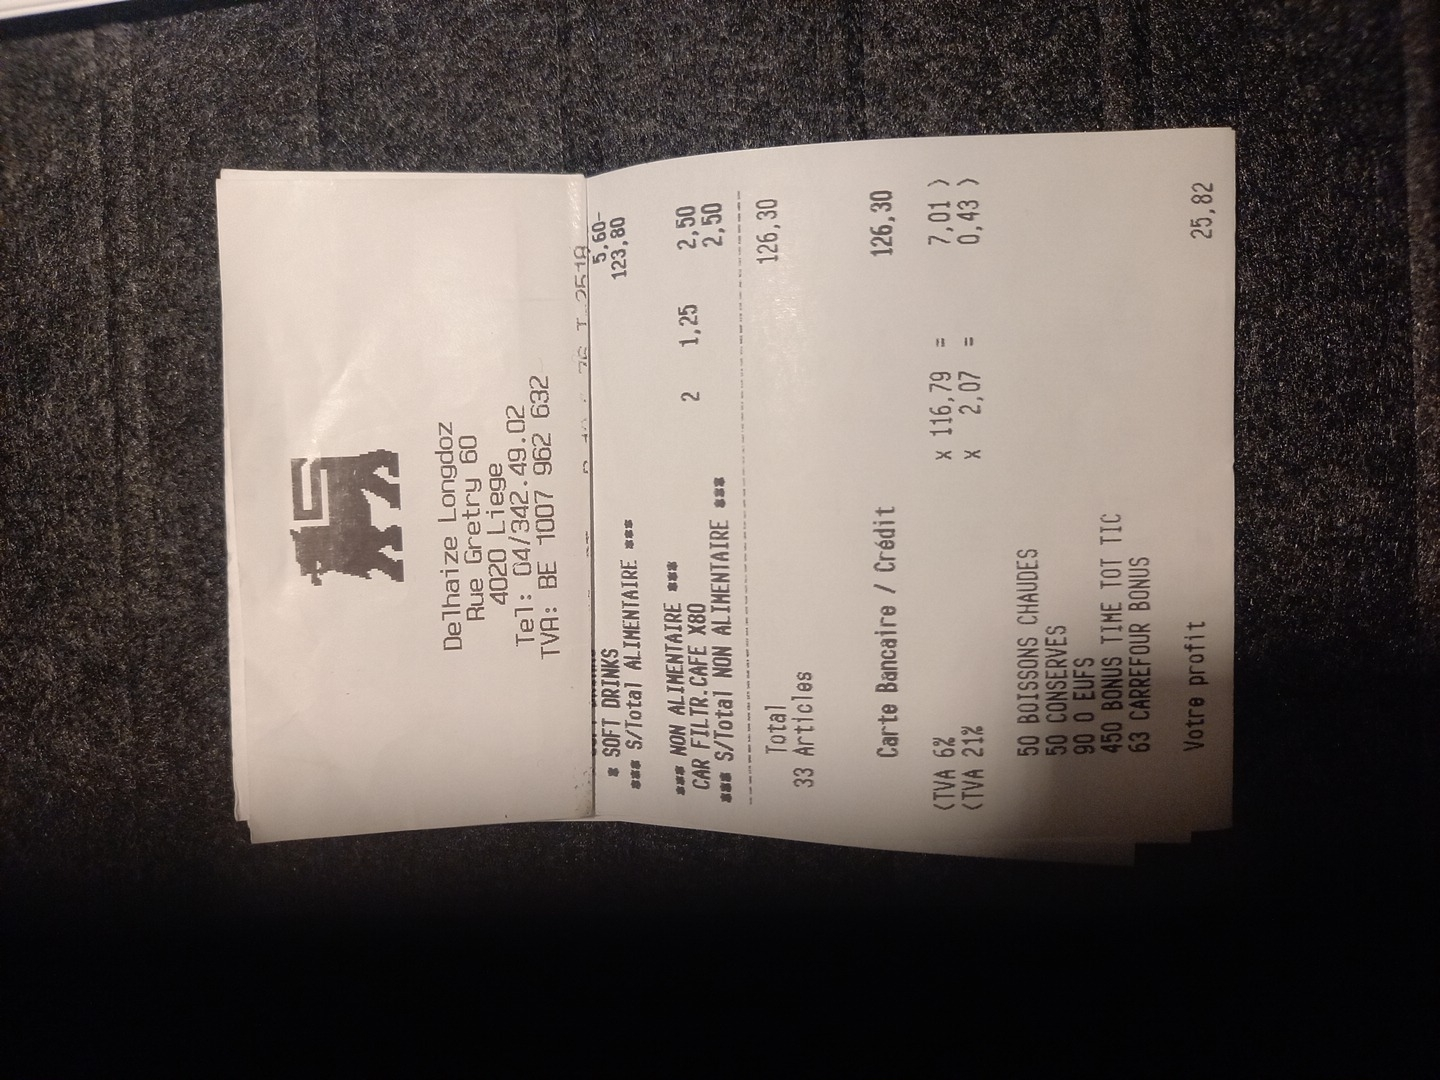 Delhaize Longdoz
Rue Gretry 60
4020 Liege
Tel: 04/342.49.02
TVA: BE 1007 962 632
* SOFT DRINKS 5,60-
*** S/Total ALIMENTAIRE *** 123,80
*** NON ALIMENTAIRE ***
CAR FILTR.CAFE X80 2 1,25 2,50
*** S/Total NON ALIMENTAIRE *** 2,50
Total 126,30
33 Articles
Carte Bancaire / Crédit 126,30
(TVA 6% X 116,79 = 7,01 )
(TVA 21% X 2,07 = 0,43 )
50 BOISSONS CHAUDES
50 CONSERVES
90 O EUFS
450 BONUS TIME TOT TIC
63 CARREFOUR BONUS
Votre profit 25,82